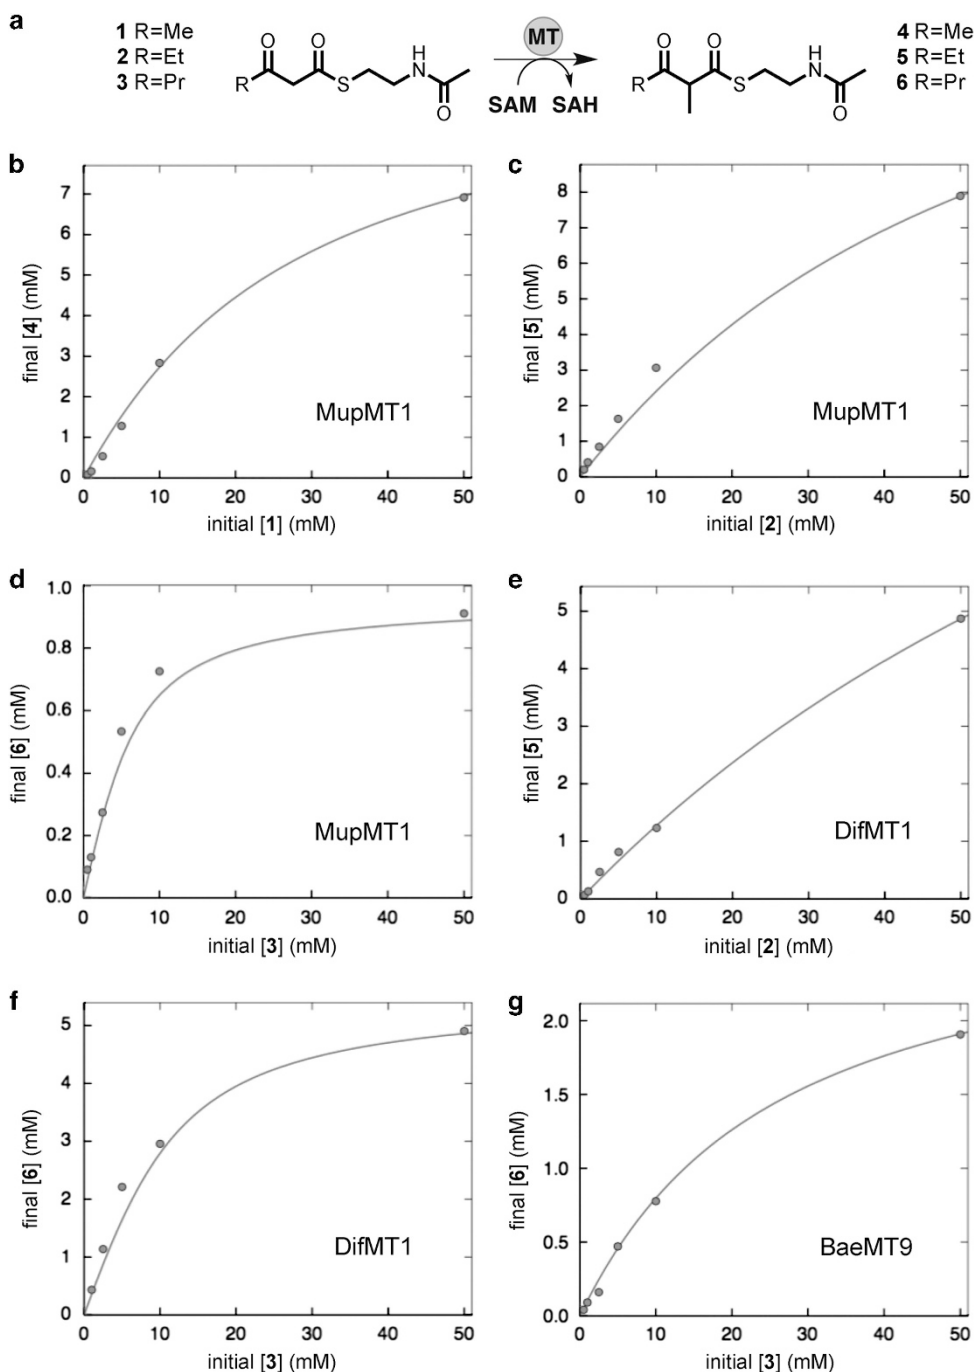 a
1 R=Me
2 R=Et
3 R=Pr
O O H
R S N
O
MT
SAM SAH
O O H
R S N
O
4 R=Me
5 R=Et
6 R=Pr
b
7
6
5
4
3
2
1
0
0 10 20 30 40 50
final [4] (mM)
initial [1] (mM)
MupMT1
c
8
7
6
5
4
3
2
1
0
0 10 20 30 40 50
final [5] (mM)
initial [2] (mM)
MupMT1
d
1.0
0.8
0.6
0.4
0.2
0.0
0 10 20 30 40 50
final [6] (mM)
initial [3] (mM)
MupMT1
e
5
4
3
2
1
0
0 10 20 30 40 50
final [5] (mM)
initial [2] (mM)
DifMT1
f
5
4
3
2
1
0
0 10 20 30 40 50
final [6] (mM)
initial [3] (mM)
DifMT1
g
2.0
1.5
1.0
0.5
0.0
0 10 20 30 40 50
final [6] (mM)
initial [3] (mM)
BaeMT9